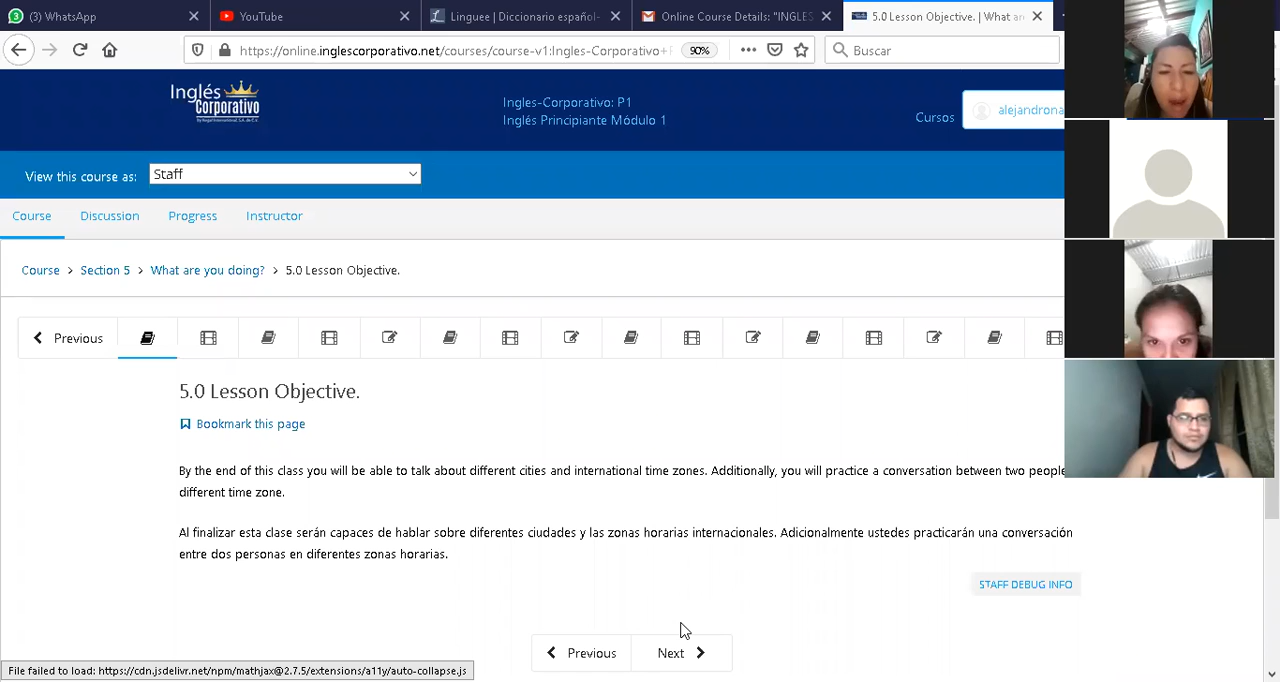 (3) WhatsApp
YouTube
Linguee | Diccionario español-
Online Course Details: "INGLES
5.0 Lesson Objective. | What are
https://online.inglescorporativo.net/courses/course-v1:Ingles-Corporativo+
90%
Buscar
Inglés
Corporativo
Ingles-Corporativo: P1
Inglés Principiante Módulo 1
Cursos
alejandrona
View this course as:
Staff
Course
Discussion
Progress
Instructor
Course > Section 5 > What are you doing? > 5.0 Lesson Objective.
Previous
5.0 Lesson Objective.
Bookmark this page
By the end of this class you will be able to talk about different cities and international time zones. Additionally, you will practice a conversation between two people
different time zone.
Al finalizar esta clase serán capaces de hablar sobre diferentes ciudades y las zonas horarias internacionales. Adicionalmente ustedes practicarán una conversación
entre dos personas en diferentes zonas horarias.
STAFF DEBUG INFO
Previous
Next
File failed to load: https://cdn.jsdelivr.net/npm/mathjax@2.7.5/extensions/a11y/auto-collapse.js